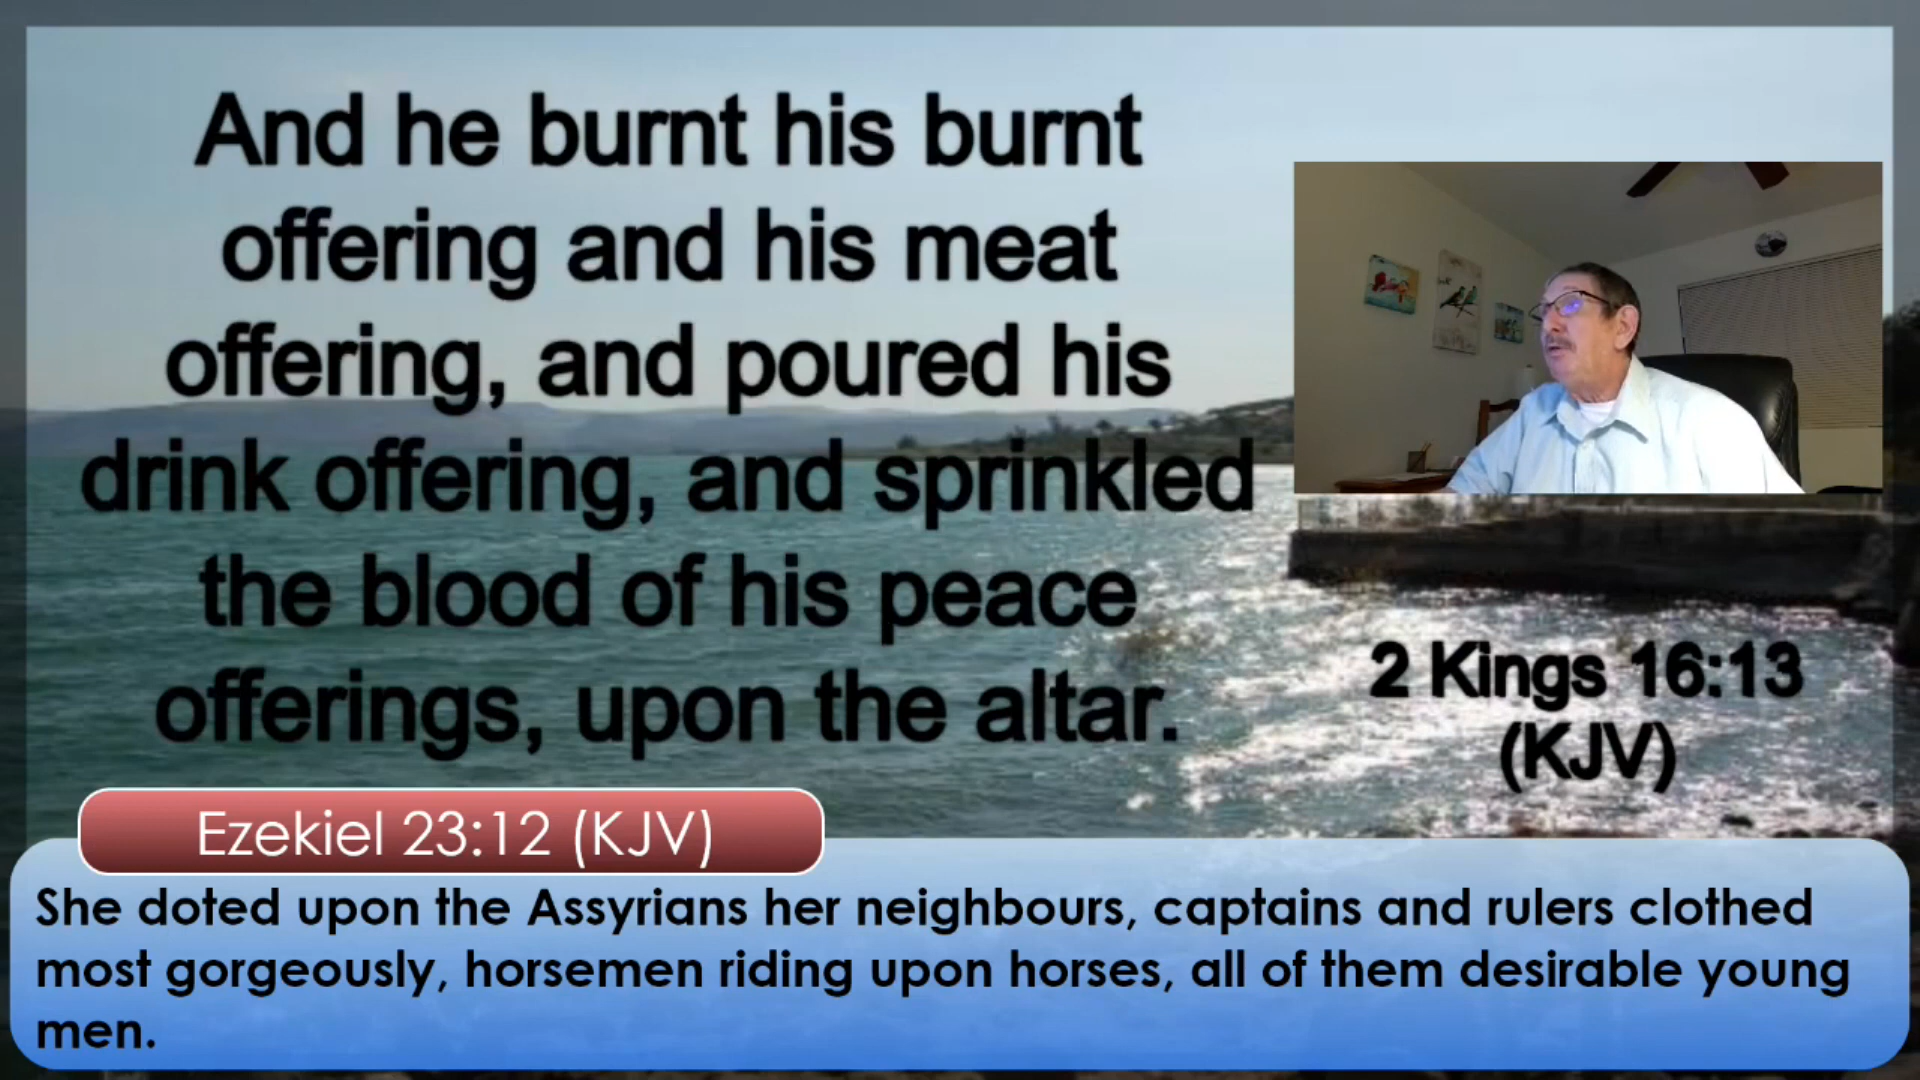 And he burnt his burnt
offering and his meat
offering, and poured his
drink offering, and sprinkled
the blood of his peace
offerings, upon the altar.
2 Kings 16:13
(KJV)
Ezekiel 23:12 (KJV)
She doted upon the Assyrians her neighbours, captains and rulers clothed
most gorgeously, horsemen riding upon horses, all of them desirable young
men.